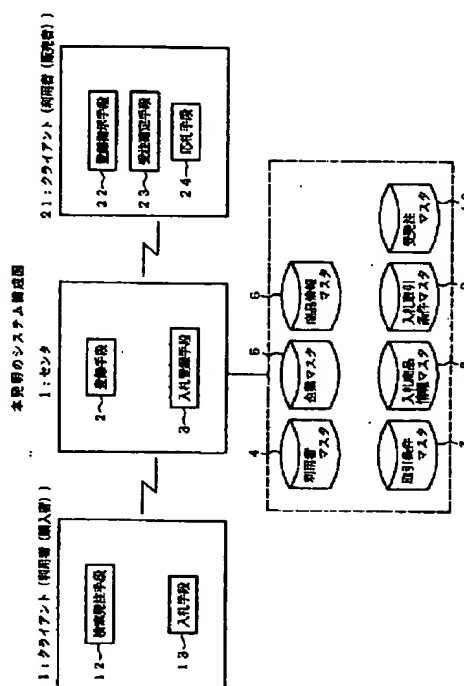 本発明のシステム構成図
1:クライアント(利用者(購入者))
12
検索発注手段
13
入札手段
1:センタ
2
登録手段
3
入札登録手段
21:クライアント(利用者(販売者))
22
登録請求手段
23
受注確定手段
24
応札手段
4
利用者
マスタ
5
企業マスタ
6
商品情報
マスタ
7
取引条件
マスタ
8
入札商品
情報マスタ
9
入札取引
条件マスタ
10
受発注
マスタ